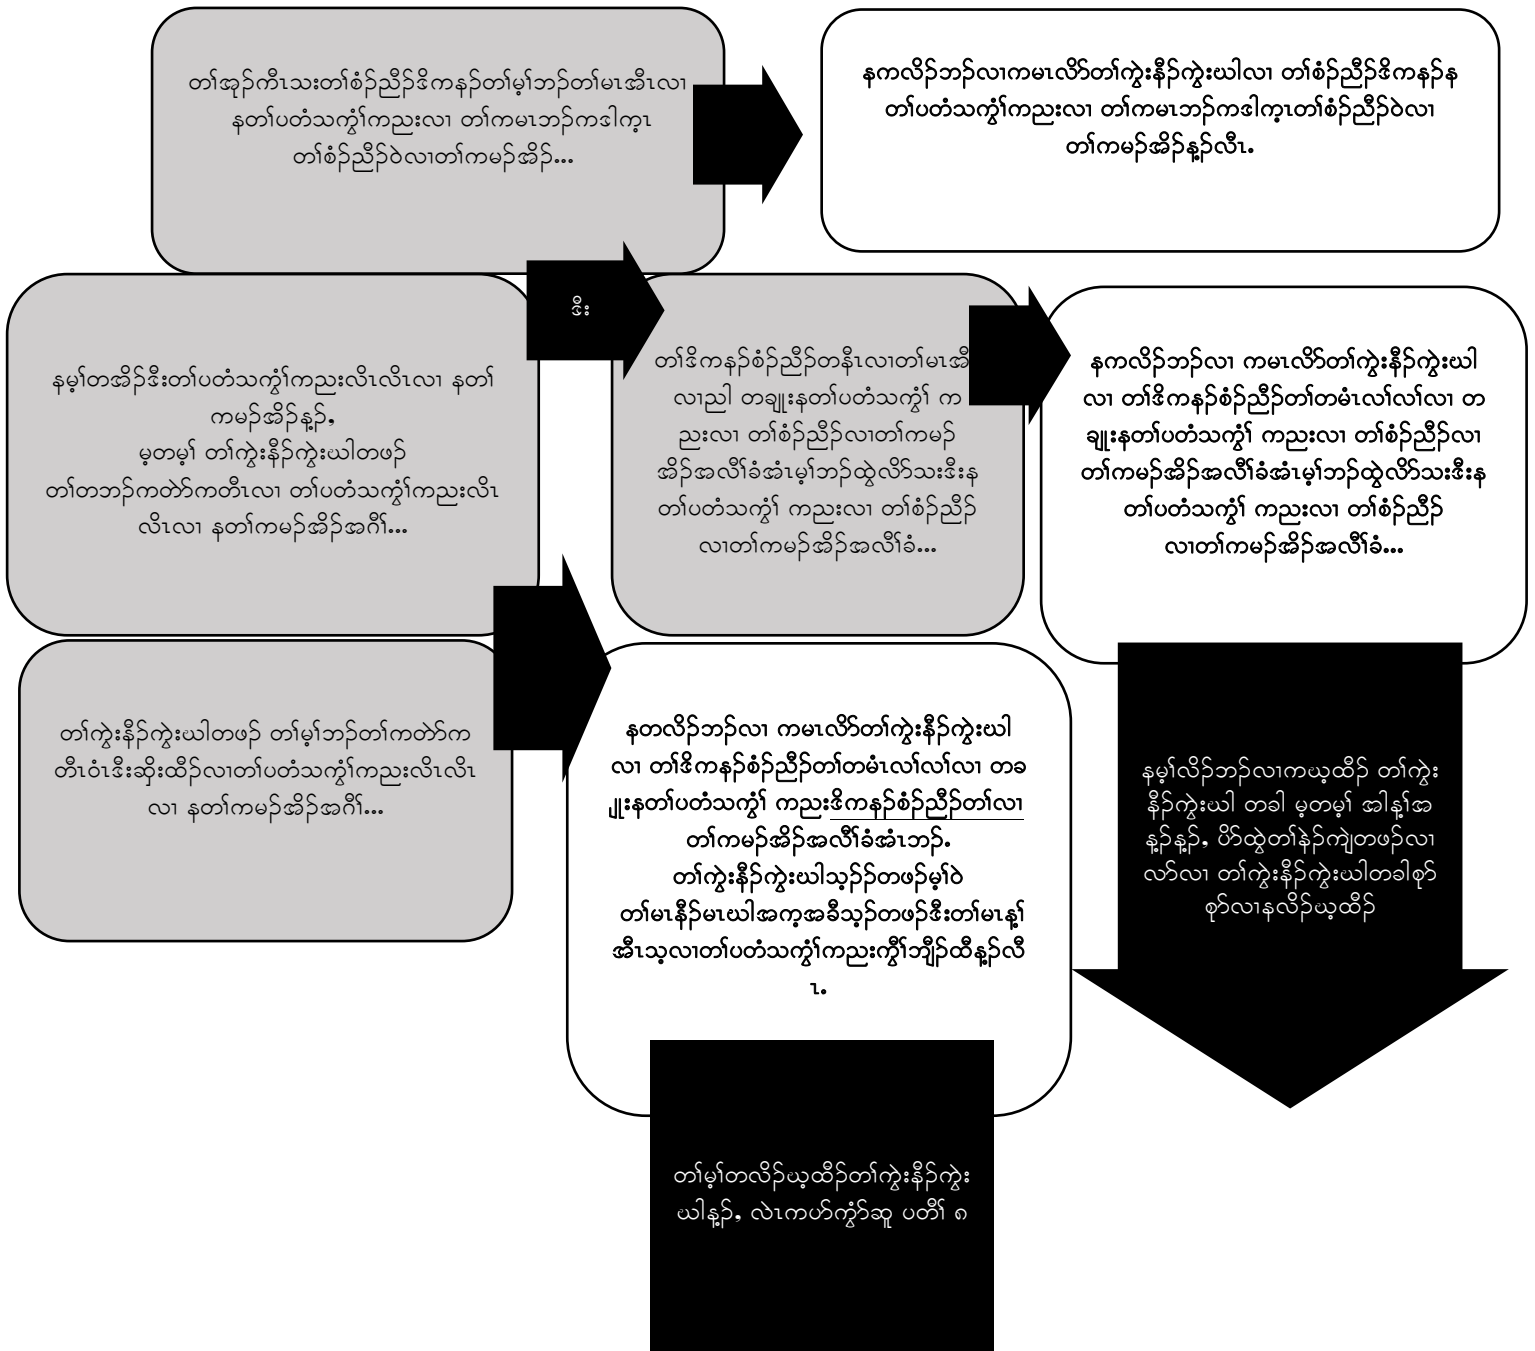 တၢ်အုၣ်ကီၤသးတၢ်စံၣ်ညီၣ်ဒိကနၣ်တၢ်မ့ၢ်ဘၣ်တၢ်မၤအီၤလၢ
နတၢ်ပတံသကွံၢ်ကညးလၢ တၢ်ကမၤဘၣ်ကဒါက့ၤ
တၢ်စံၣ်ညီၣ်ဝဲလၢတၢ်ကမၣ်အိၣ်...
နကလိၣ်ဘၣ်လၢကမၤလိာ်တၢ်ကွဲးနီၣ်ကွဲးဃါလၢ တၢ်စံၣ်ညီၣ်ဒိကနၣ်န
တၢ်ပတံသကွံၢ်ကညးလၢ တၢ်ကမၤဘၣ်ကဒါက့ၤတၢ်စံၣ်ညီၣ်ဝဲလၢ
တၢ်ကမၣ်အိၣ်န့ၣ်လီၤ.
နမ့ၢ်တအိၣ်ဒီးတၢ်ပတံသကွံၢ်ကညးလိၤလိၤလၢ နတၢ်
ကမၣ်အိၣ်န့ၣ်,
မ့တမ့ၢ် တၢ်ကွဲးနီၣ်ကွဲးဃါတဖၣ်
တၢ်တဘၣ်ကတဲာ်ကတီၤလၢ တၢ်ပတံသကွံၢ်ကညးလိၤ
လိၤလၢ နတၢ်ကမၣ်အိၣ်အဂီၢ်...
ဒီး
တၢ်ဒိကနၣ်စံၣ်ညီၣ်တနီၤလၢတၢ်မၤအီ
လၢညါ တချုးနတၢ်ပတံသကွံၢ် က
ညးလၢ တၢ်စံၣ်ညီၣ်လၢတၢ်ကမၣ်
အိၣ်အလီၢ်ခံအံၤမ့ၢ်ဘၣ်ထွဲလိာ်သးဒီးန
တၢ်ပတံသကွံၢ် ကညးလၢ တၢ်စံၣ်ညီၣ်
လၢတၢ်ကမၣ်အိၣ်အလီၢ်ခံ...
နကလိၣ်ဘၣ်လၢ ကမၤလိာ်တၢ်ကွဲးနီၣ်ကွဲးဃါ
လၢ တၢ်ဒိကနၣ်စံၣ်ညီၣ်တၢ်တမံၤလၢ်လၢ်လၢ တ
ချုးနတၢ်ပတံသကွံၢ် ကညးလၢ တၢ်စံၣ်ညီၣ်လၢ
တၢ်ကမၣ်အိၣ်အလီၢ်ခံအံၤမ့ၢ်ဘၣ်ထွဲလိာ်သးဒီးန
တၢ်ပတံသကွံၢ် ကညးလၢ တၢ်စံၣ်ညီၣ်
လၢတၢ်ကမၣ်အိၣ်အလီၢ်ခံ...
တၢ်ကွဲးနီၣ်ကွဲးဃါတဖၣ် တၢ်မ့ၢ်ဘၣ်တၢ်ကတဲာ်က
တီၤဝံၤဒီးဆှိးထီၣ်လၢတၢ်ပတံသကွံၢ်ကညးလိၤလိၤ
လၢ နတၢ်ကမၣ်အိၣ်အဂီၢ်...
နတလိၣ်ဘၣ်လၢ ကမၤလိာ်တၢ်ကွဲးနီၣ်ကွဲးဃါ
လၢ တၢ်ဒိကနၣ်စံၣ်ညီၣ်တၢ်တမံၤလၢ်လၢ်လၢ တခ
ျုးနတၢ်ပတံသကွံၢ် ကညးဒိကနၣ်စံၣ်ညီၣ်တၢ်လၢ
တၢ်ကမၣ်အိၣ်အလီၢ်ခံအံၤဘၣ်.
တၢ်ကွဲးနီၣ်ကွဲးဃါသ့ၣ်ၣ်တဖၣ်မ့ၢ်ဝဲ
တၢ်မၤနီၣ်မၤဃါအက့အခီသ့ၣ်တဖၣ်ဒီးတၢ်မၤန့ၢ်
အီၤသ့လၢတၢ်ပတံသကွံၢ်ကညးကွီၢ်ဘျီၣ်ထီန့ၣ်လီ
ၤ.
နမ့ၢ်လိၣ်ဘၣ်လၢကဃ့ထီၣ် တၢ်ကွဲး
နီၣ်ကွဲးဃါ တခါ မ့တမ့ၢ် အါန့ၢ်အ
န့ၣ်န့ၣ်, ပိာ်ထွဲတၢ်နဲၣ်ကျဲတဖၣ်လၢ
လာ်လၢ တၢ်ကွဲးနီၣ်ကွဲးဃါတခါစုာ်
စုာ်လၢနလိၣ်ဃ့ထီၣ်
တၢ်မ့ၢ်တလိၣ်ဃ့ထီၣ်တၢ်ကွဲးနီၣ်ကွဲး
ဃါန့ၣ်, လဲၤကပာ်ကွံာ်ဆူ ပတီၢ် ၈